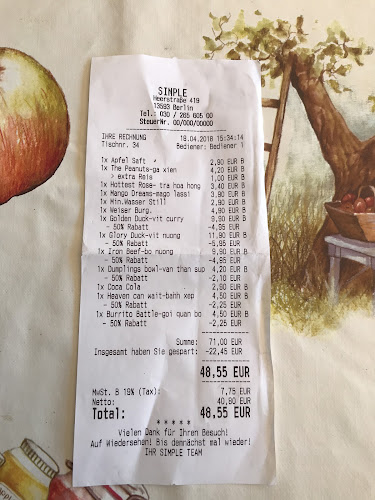 SIMPLE
Heerstraße 419
13593 Berlin
Tel.: 030 / 265 605 00
SteuerNr. 00/000/00000
IHRE RECHNUNG 19.04.2018 15:34:14
Tischnr. 34 Bediener: Bediener 1
1x Apfel Saft 2,90 EUR B
1x The Peanuts-ga xien 4,20 EUR B
> extra Reis 1,00 EUR B
1x Hottest Rose- tra hoa hong 3,40 EUR B
1x Mango Dreams-mago lassi 3,90 EUR B
1x Min.Wasser Still 2,90 EUR B
1x Weiser Burg. 4,90 EUR B
1x Golden Duck-vit curry 9,90 EUR B
- 50% Rabatt -4,95 EUR
1x Glory Duck-vit nuong 11,90 EUR B
- 50% Rabatt -5,95 EUR
1x Iron Beef-bo nuong 9,90 EUR B
- 50% Rabatt -4,95 EUR
1x Dumplings bowl-van than sup 4,20 EUR B
- 50% Rabatt -2,10 EUR
1x Coca Cola 2,90 EUR B
1x Heaven can wait-bahh xep 4,50 EUR B
- 50% Rabatt -2,25 EUR
1x Burrito Battle-goi quan bo 4,50 EUR B
- 50% Rabatt -2,25 EUR
Summe: 71,00 EUR
Insgesamt haben Sie gespart: -22,45 EUR
48,55 EUR
MwSt. B 19% (Tax): 7,75 EUR
Netto: 40,80 EUR
Total: 48,55 EUR
* * * * *
Vielen Dank für Ihren Besuch!
Auf Wiedersehen! Bis demnächst mal wieder!
IHR SIMPLE TEAM